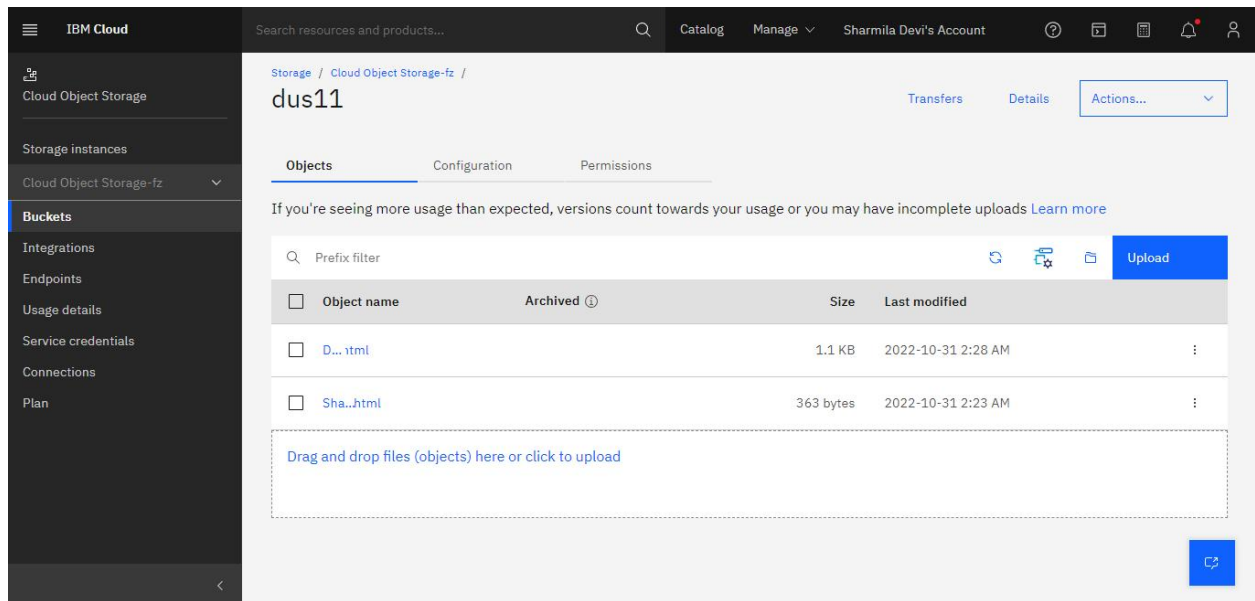 IBM Cloud
Search resources and products...
Catalog
Manage
Sharmila Devi's Account
Cloud Object Storage
Storage instances
Cloud Object Storage-fz
Buckets
Integrations
Endpoints
Usage details
Service credentials
Connections
Plan
Storage / Cloud Object Storage-fz /
dus11
Transfers
Details
Actions...
Objects
Configuration
Permissions
If you're seeing more usage than expected, versions count towards your usage or you may have incomplete uploads Learn more
Prefix filter
Upload
Object name
Archived
Size
Last modified
D... html
1.1 KB
2022-10-31 2:28 AM
Sha..html
363 bytes
2022-10-31 2:23 AM
Drag and drop files (objects) here or click to upload